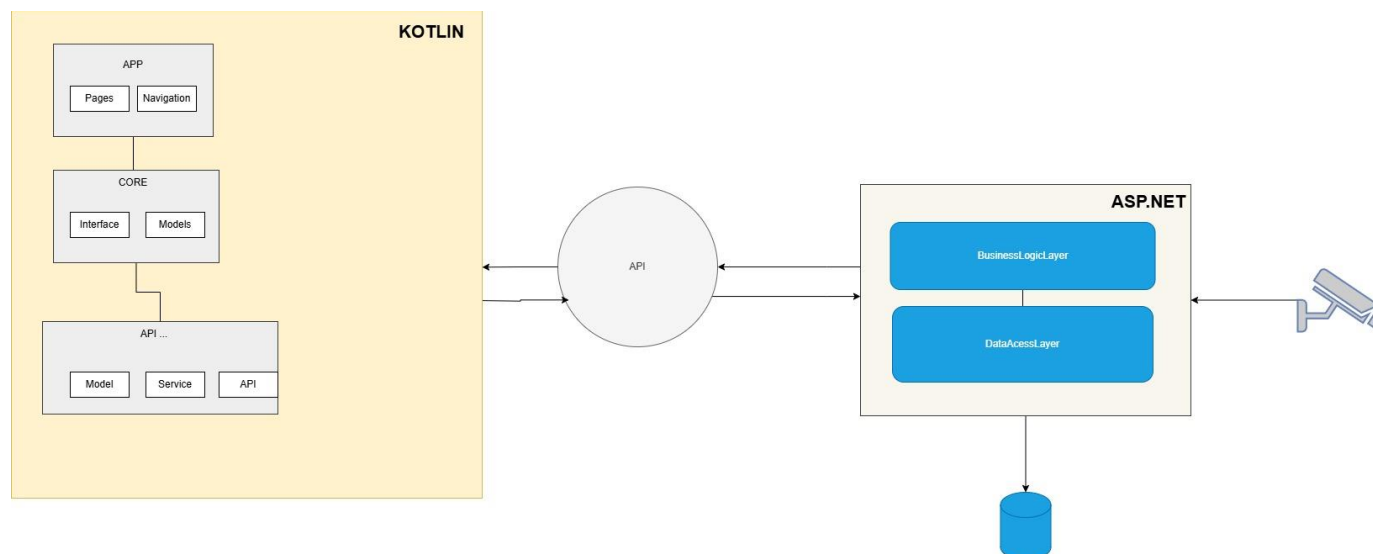 KOTLIN
APP
Pages
Navigation
CORE
Interface
Models
API ...
Model
Service
API
API
ASP.NET
BusinessLogicLayer
DataAcessLayer